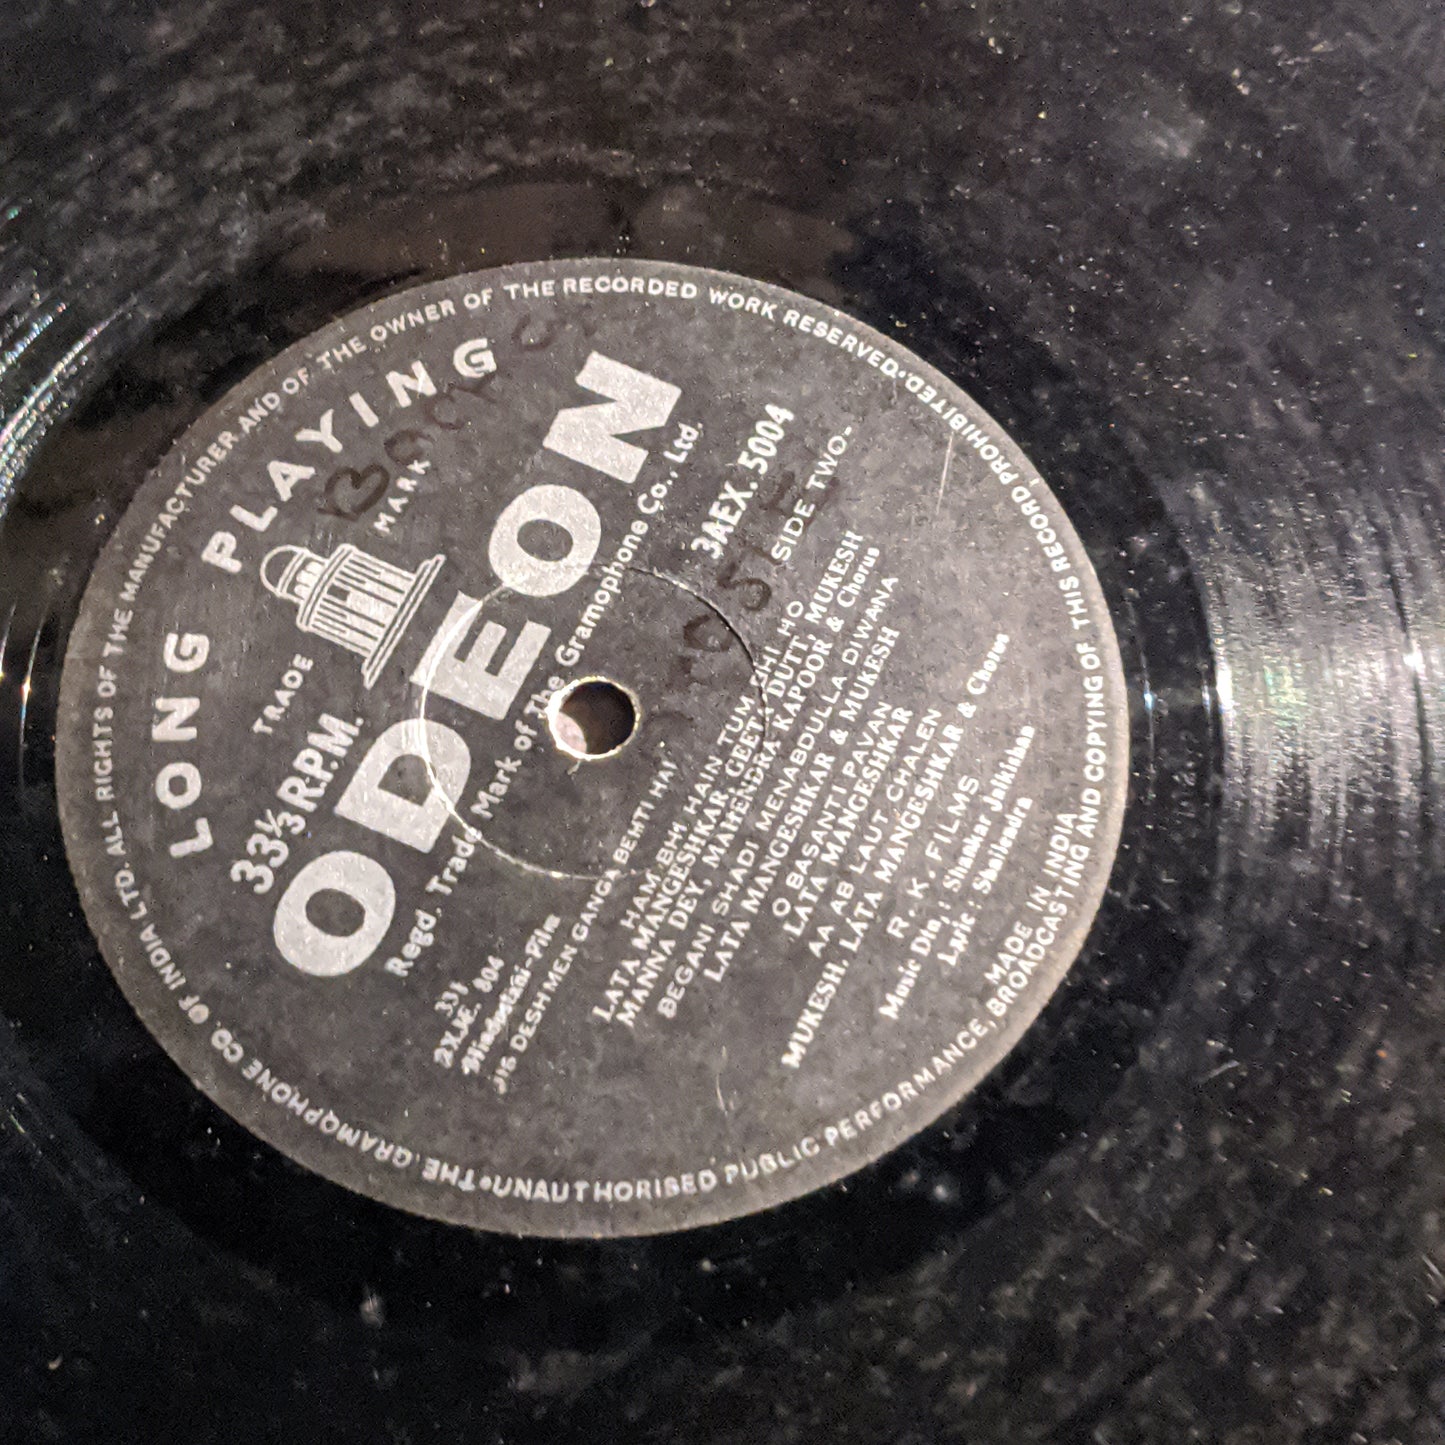 THE GRAMOPHONE CO. OF INDIA LTD. ALL RIGHTS OF THE MANUFACTURER AND OF THE OWNER OF THE RECORDED WORK RESERVED.
UNAUTHORISED PUBLIC PERFORMANCE, BROADCASTING AND COPYING OF THIS RECORD PROHIBITED.
MADE IN INDIA
LONG PLAYING
TRADE MARK
33⅓ R.P.M.
ODEON
Regd. Trade Mark of The Gramophone Co., Ltd.
3AEX. 5004
331
2XJE. 804
SIDE TWO-
Hindustani-Film
JIS DESH MEN GANGA BEHTI HAI
HAM BHI HAIN TUM BHI HO
LATA MANGESHKAR, GEETA DUTT, MUKESH
MANNA DEY, MAHENDRA KAPOOR & Chorus
BEGANI SHADI MEN ABDULLA DIWANA
LATA MANGESHKAR & MUKESH
O BASANTI PAVAN
LATA MANGESHKAR
AA AB LAUT CHALEN
MUKESH, LATA MANGESHKAR & Chorus
R. K. FILMS
Music Dir. : Shankar Jaikishan
Lyric : Shailendra